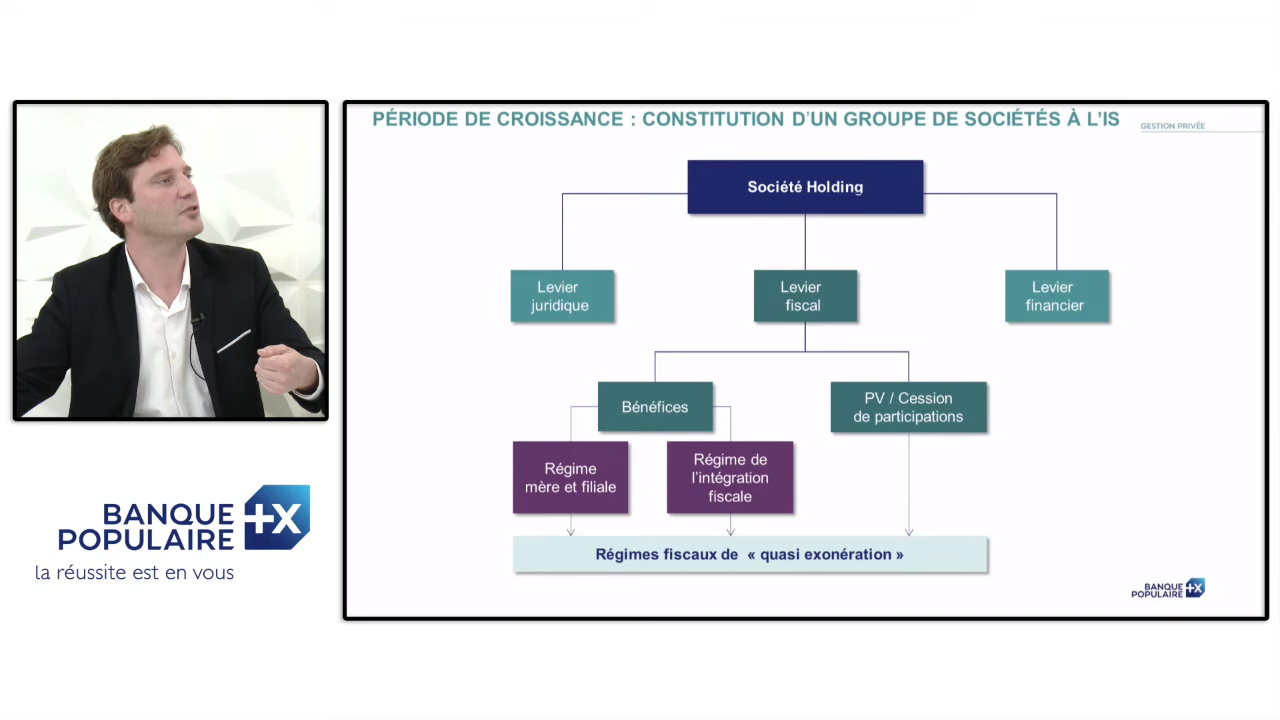 PÉRIODE DE CROISSANCE : CONSTITUTION D'UN GROUPE DE SOCIÉTÉS À L'IS
GESTION PRIVÉE
Société Holding
Levier
juridique
Levier
fiscal
Levier
financier
Bénéfices
PV / Cession
de participations
Régime
mère et filiale
Régime de
l'intégration
fiscale
Régimes fiscaux de « quasi exonération »
BANQUE
POPULAIRE
+X
la réussite est en vous
BANQUE
POPULAIRE
+X